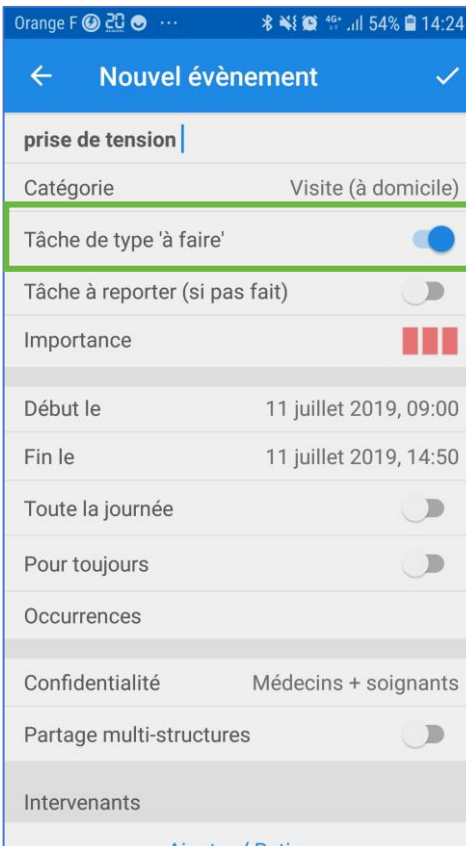 Orange F 20 ... 4G+ 54% 14:24
Nouvel évènement
prise de tension
Catégorie Visite (à domicile)
Tâche de type 'à faire'
Tâche à reporter (si pas fait)
Importance
Début le 11 juillet 2019, 09:00
Fin le 11 juillet 2019, 14:50
Toute la journée
Pour toujours
Occurrences
Confidentialité Médecins + soignants
Partage multi-structures
Intervenants